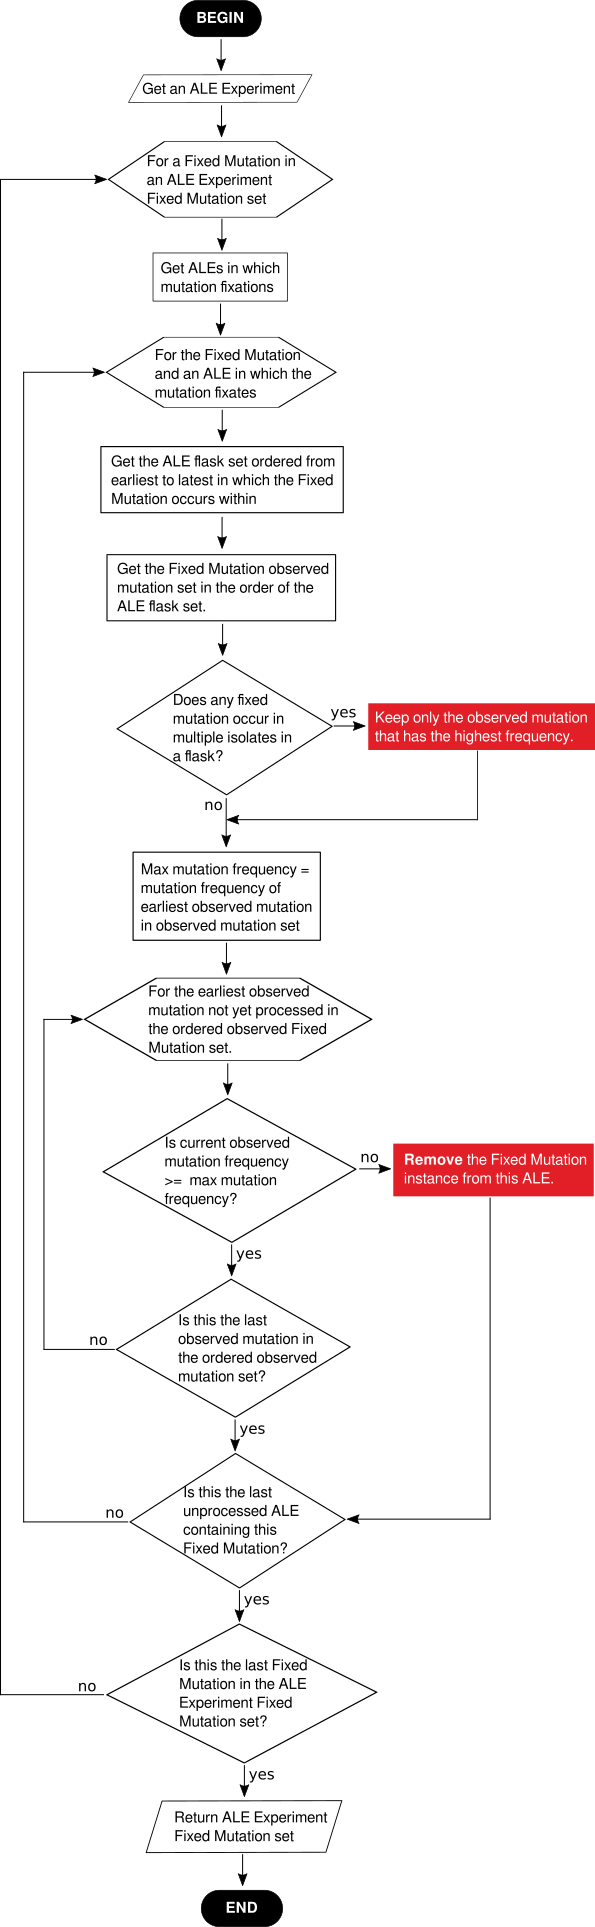 BEGIN
Get an ALE Experiment
For a Fixed Mutation in
an ALE Experiment
Fixed Mutation set
Get ALEs in which
mutation fixations
For the Fixed Mutation
and an ALE in which the
mutation fixates
Get the ALE flask set ordered from
earliest to latest in which the Fixed
Mutation occurs within
Get the Fixed Mutation observed
mutation set in the order of the
ALE flask set.
Does any fixed
mutation occur in
multiple isolates in
a flask?
yes
Keep only the observed mutation
that has the highest frequency.
no
Max mutation frequency =
mutation frequency of
earliest observed mutation
in observed mutation set
For the earliest observed
mutation not yet processed in
the ordered observed Fixed
Mutation set.
Is current observed
mutation frequency
>= max mutation
frequency?
no
Remove the Fixed Mutation
instance from this ALE.
yes
Is this the last
observed mutation in
the ordered observed
mutation set?
no
yes
Is this the last
unprocessed ALE
containing this
Fixed Mutation?
no
yes
Is this the last Fixed
Mutation in the ALE
Experiment Fixed
Mutation set?
no
yes
Return ALE Experiment
Fixed Mutation set
END